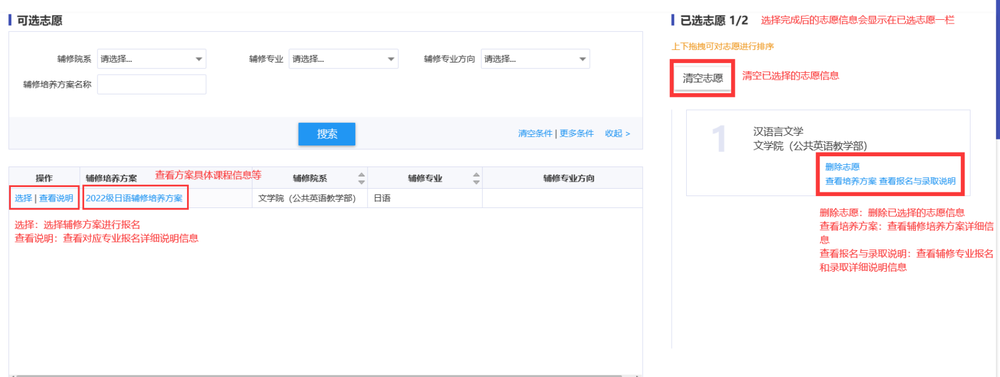 可选志愿
辅修院系 请选择... 辅修专业 请选择... 辅修专业方向 请选择...
辅修培养方案名称
搜索 清空条件 | 更多条件 收起 >
操作 辅修培养方案 查看方案具体课程信息等 辅修院系 辅修专业 辅修专业方向
选择 | 查看说明 2022级日语辅修培养方案 文学院（公共英语教学部） 日语
选择：选择辅修方案进行报名
查看说明：查看对应专业报名详细说明信息
已选志愿 1/2 选择完成后的志愿信息会显示在已选志愿一栏
上下拖拽可对志愿进行排序
清空志愿 清空已选择的志愿信息
1 汉语言文学
文学院（公共英语教学部）
删除志愿
查看培养方案 查看报名与录取说明
删除志愿：删除已选择的志愿信息
查看培养方案：查看辅修培养方案详细信
息
查看报名与录取说明：查看辅修专业报名
和录取详细说明信息